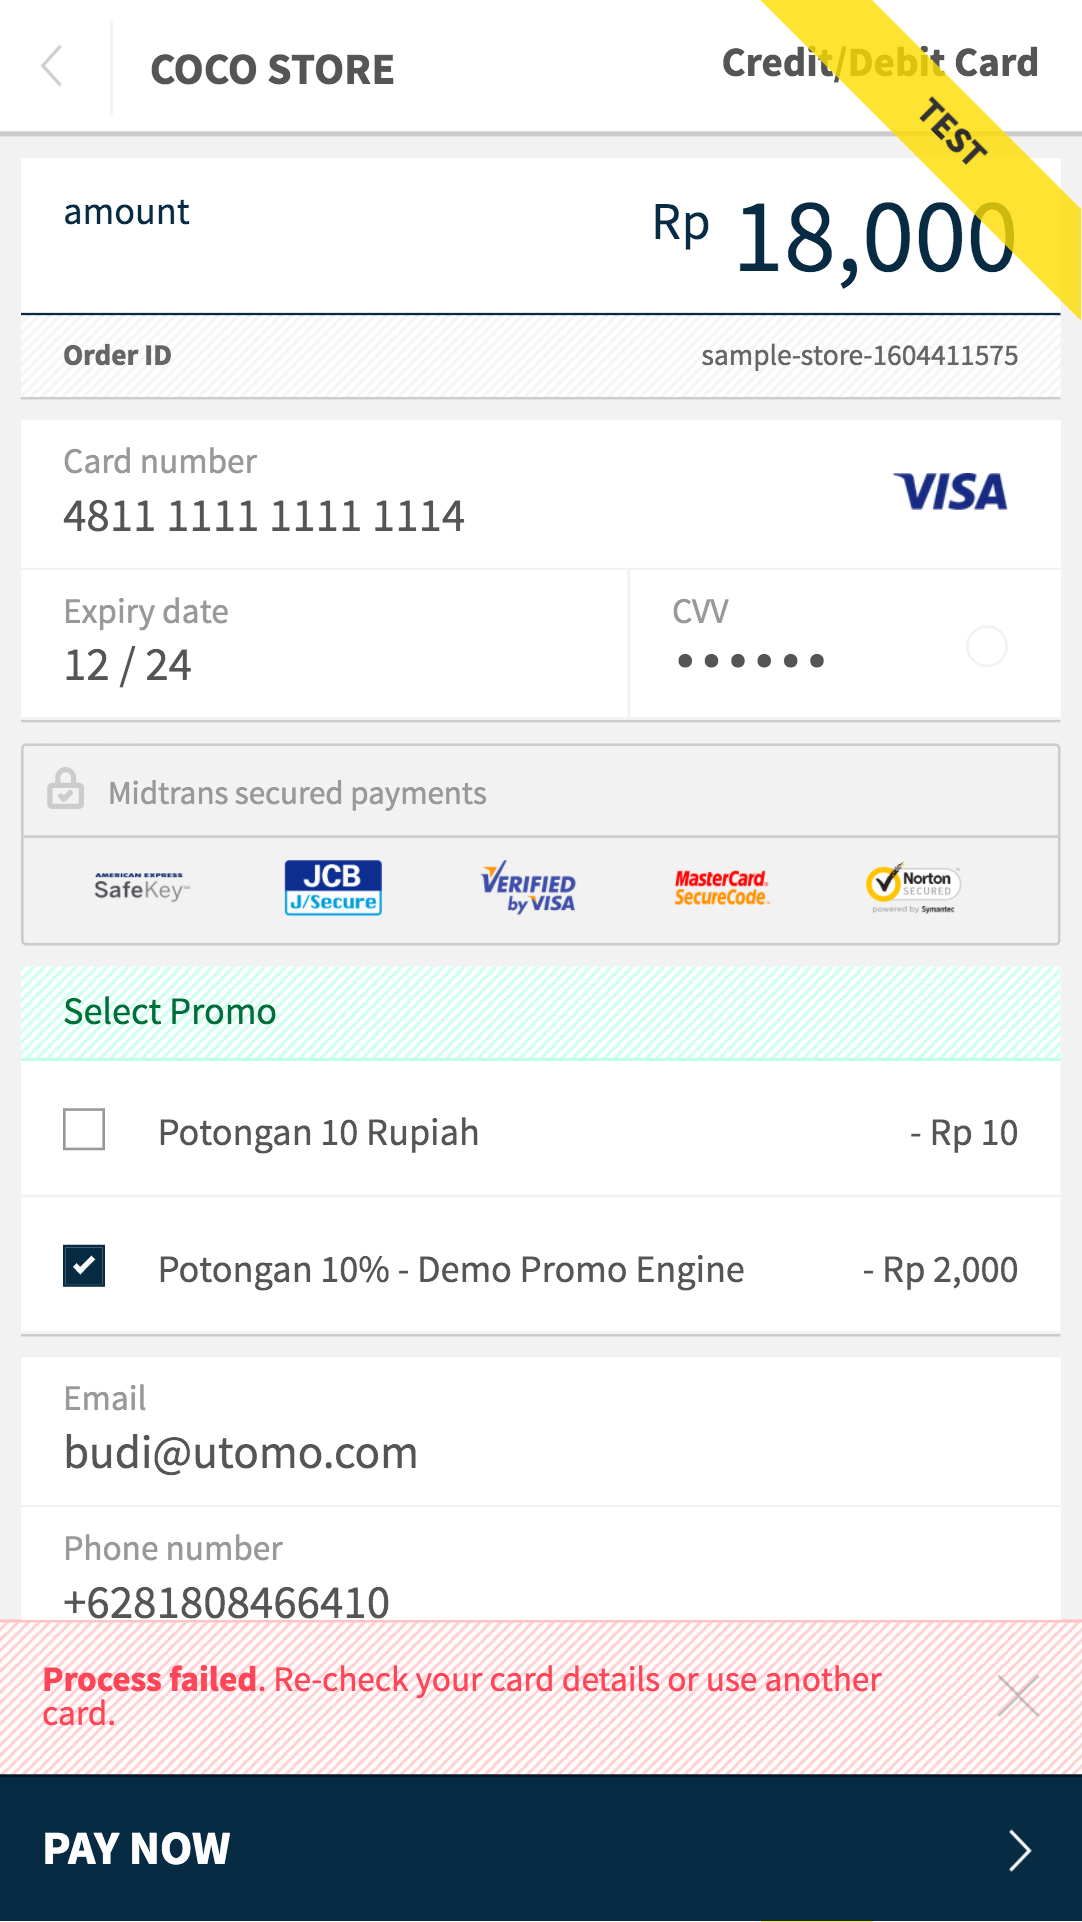 COCO STORE
Credit/Debit Card
TEST
amount
Rp 18,000
Order ID
sample-store-1604411575
Card number
4811 1111 1111 1114
VISA
Expiry date
CVV
12 / 24
••••••
Midtrans secured payments
AMERICAN EXPRESS
SafeKey™
JCB
J/Secure
VERIFIED
by VISA
MasterCard.
SecureCode.
Norton
SECURED
powered by Symantec
Select Promo
Potongan 10 Rupiah
- Rp 10
Potongan 10% - Demo Promo Engine
- Rp 2,000
Email
budi@utomo.com
Phone number
+6281808466410
Process failed. Re-check your card details or use another
card.
PAY NOW